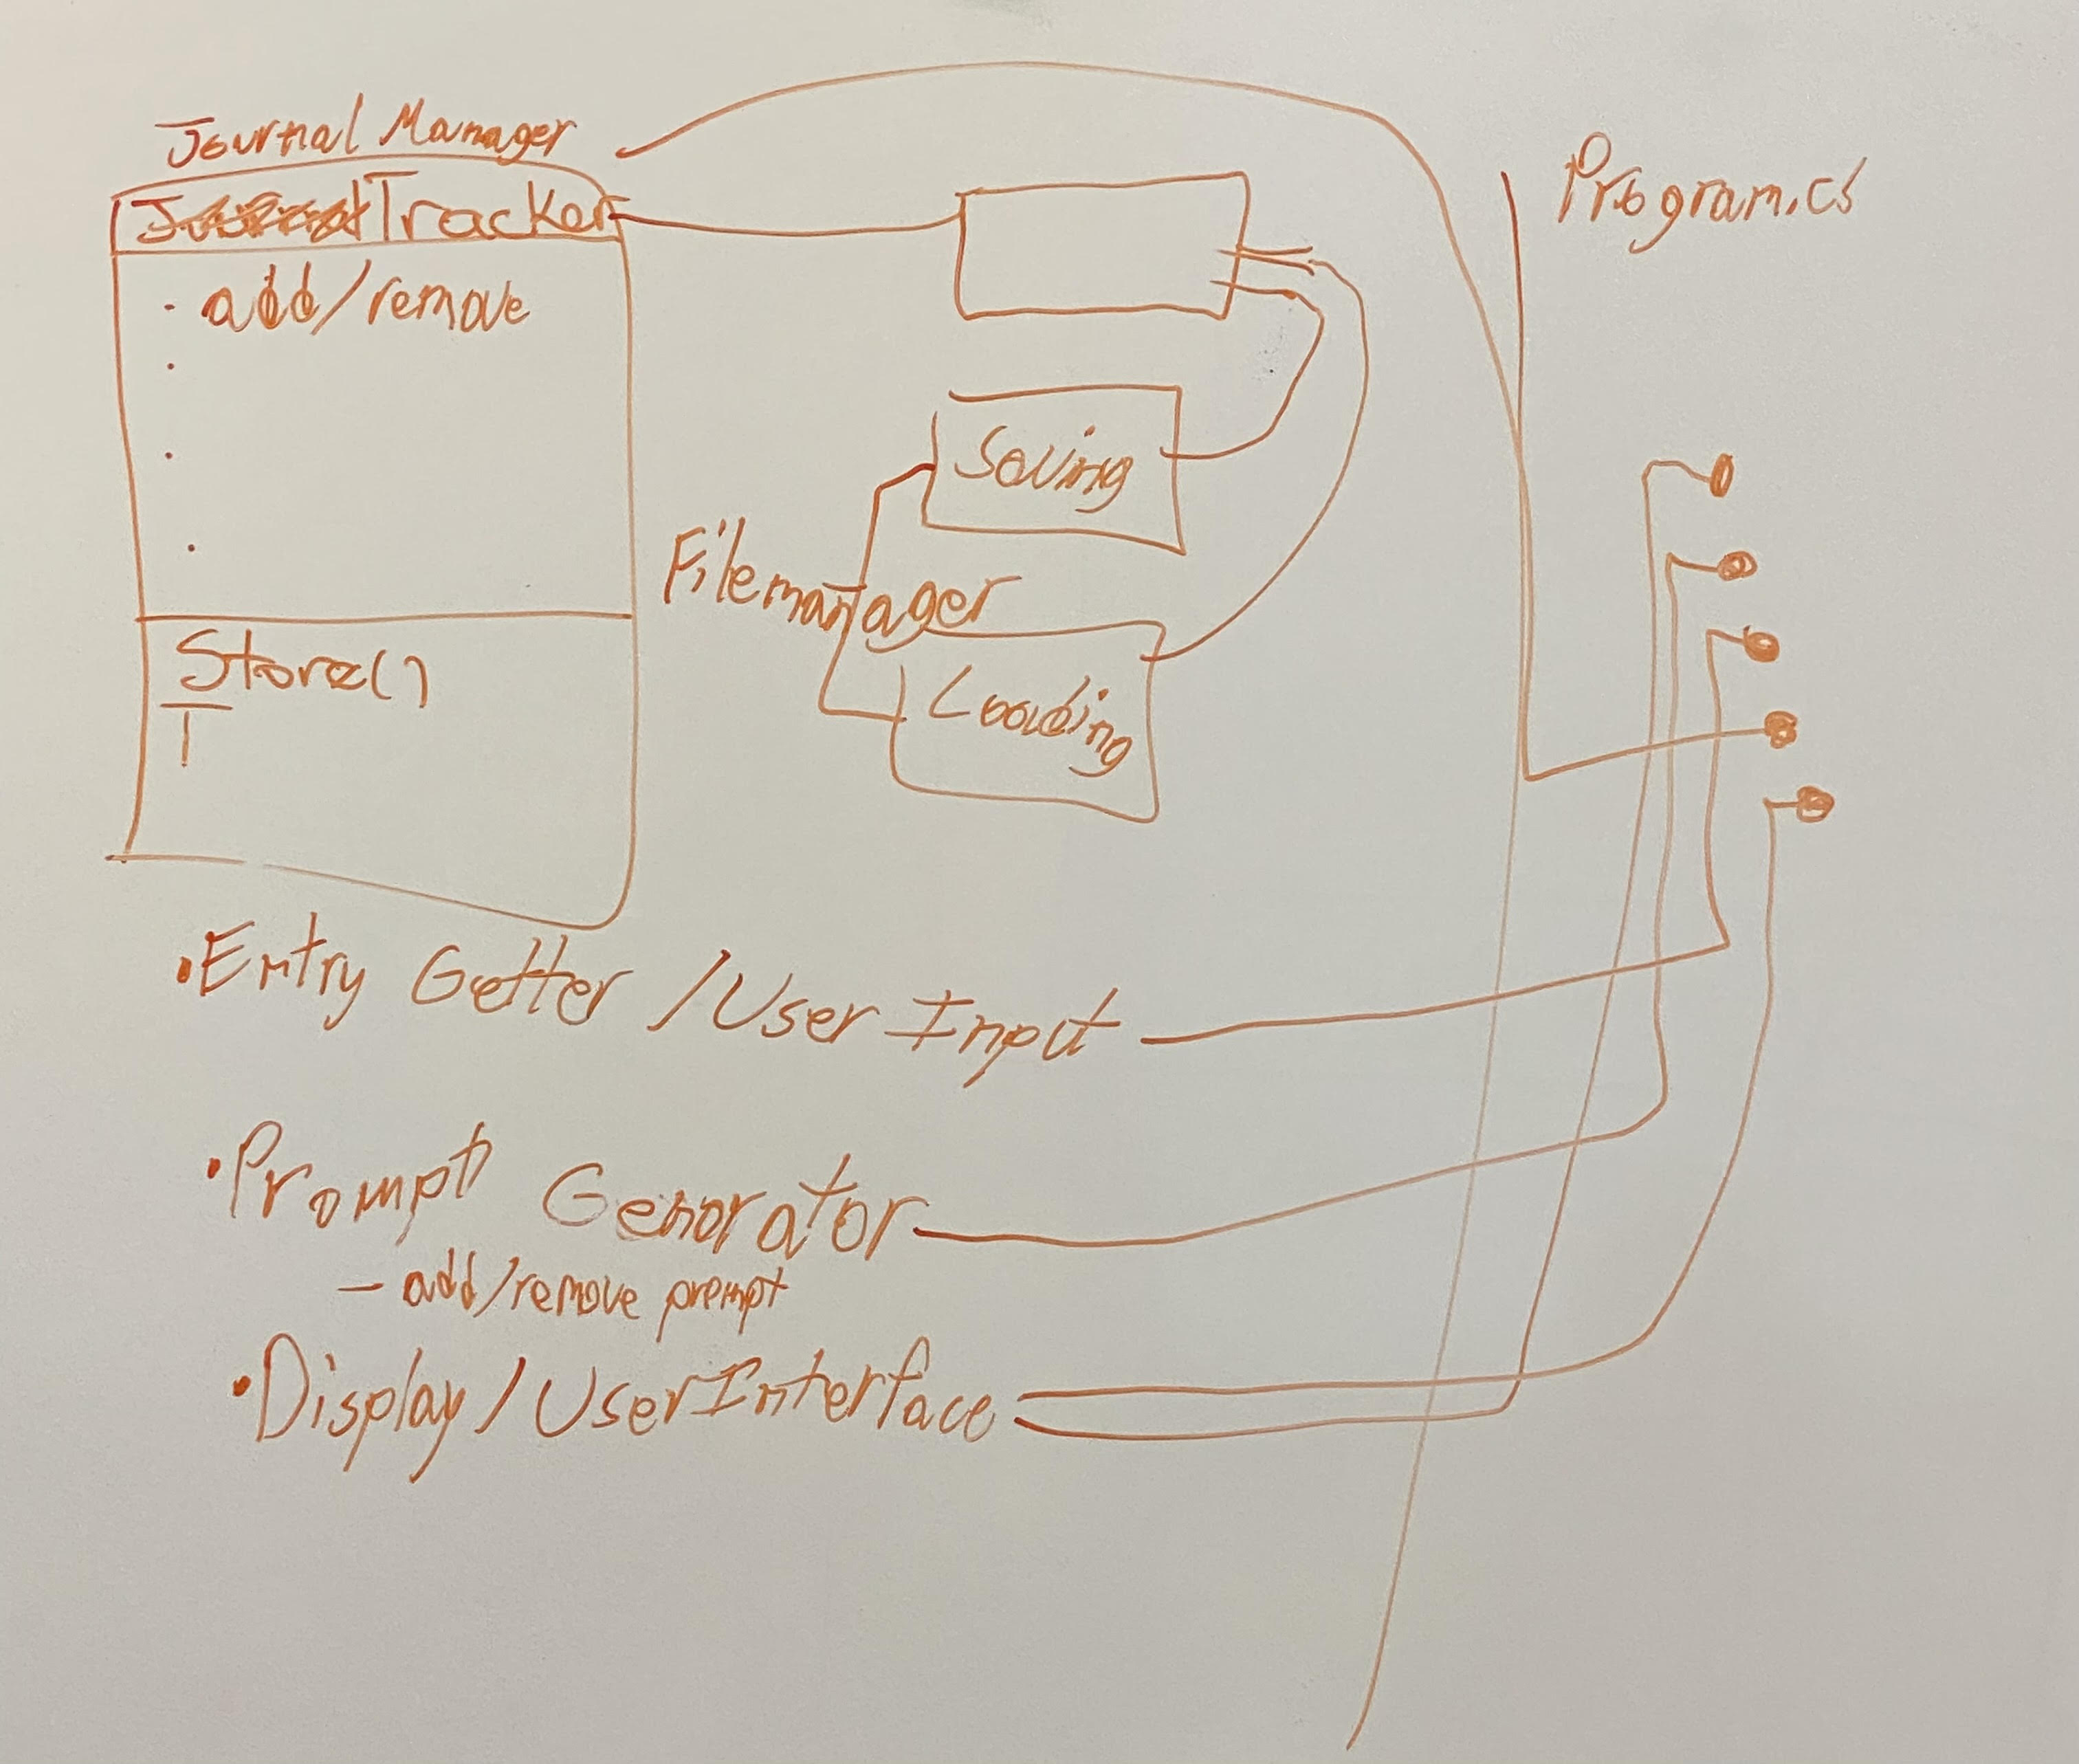 Journal Manager
Tracker
· add/remove
·
·
·
Store()
Program.cs
Saving
Filemanager
Loading
· Entry Getter / User Input
· Prompt Generator
- add/remove prompt
· Display / User Interface